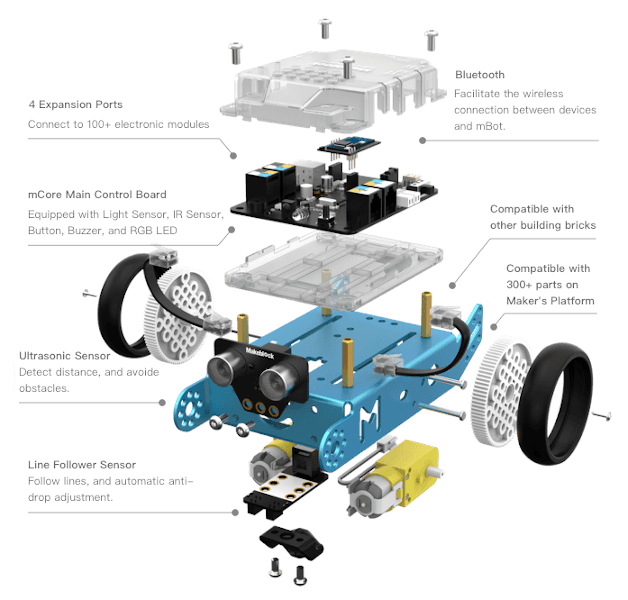 Bluetooth
Facilitate the wireless
connection between devices
and mBot.
4 Expansion Ports
Connect to 100+ electronic modules
mCore Main Control Board
Equipped with Light Sensor, IR Sensor,
Button, Buzzer, and RGB LED
Compatible with
other building bricks
Compatible with
300+ parts on
Maker's Platform
Makeblock
Ultrasonic Sensor
Detect distance, and avoide
obstacles.
M
Line Follower Sensor
Follow lines, and automatic anti-
drop adjustment.